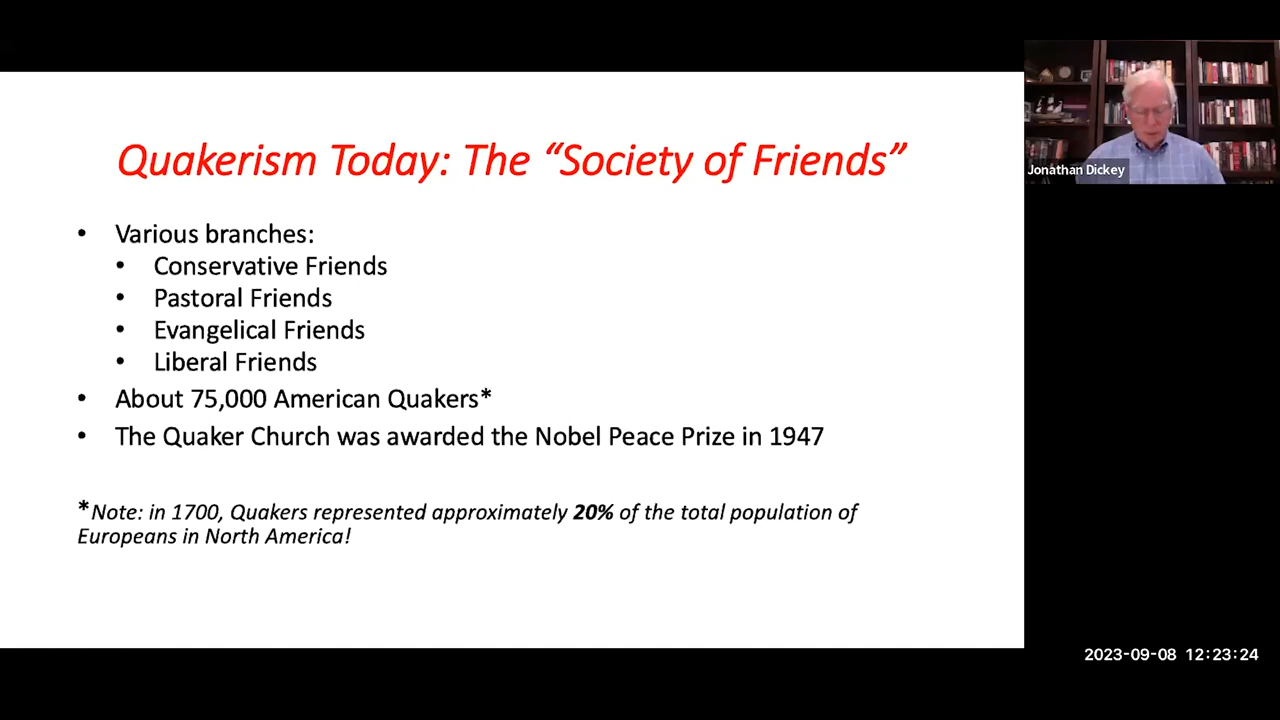 Quakerism Today: The “Society of Friends”
• Various branches:
• Conservative Friends
• Pastoral Friends
• Evangelical Friends
• Liberal Friends
• About 75,000 American Quakers*
• The Quaker Church was awarded the Nobel Peace Prize in 1947
*Note: in 1700, Quakers represented approximately 20% of the total population of
Europeans in North America!
Jonathan Dickey
2023-09-08 12:23:24